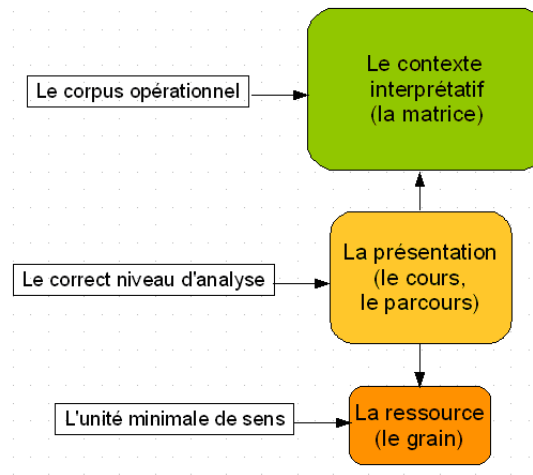 Le corpus opérationnel
Le contexte
interprétatif
(la matrice)
Le correct niveau d'analyse
La présentation
(le cours,
le parcours)
L'unité minimale de sens
La ressource
(le grain)